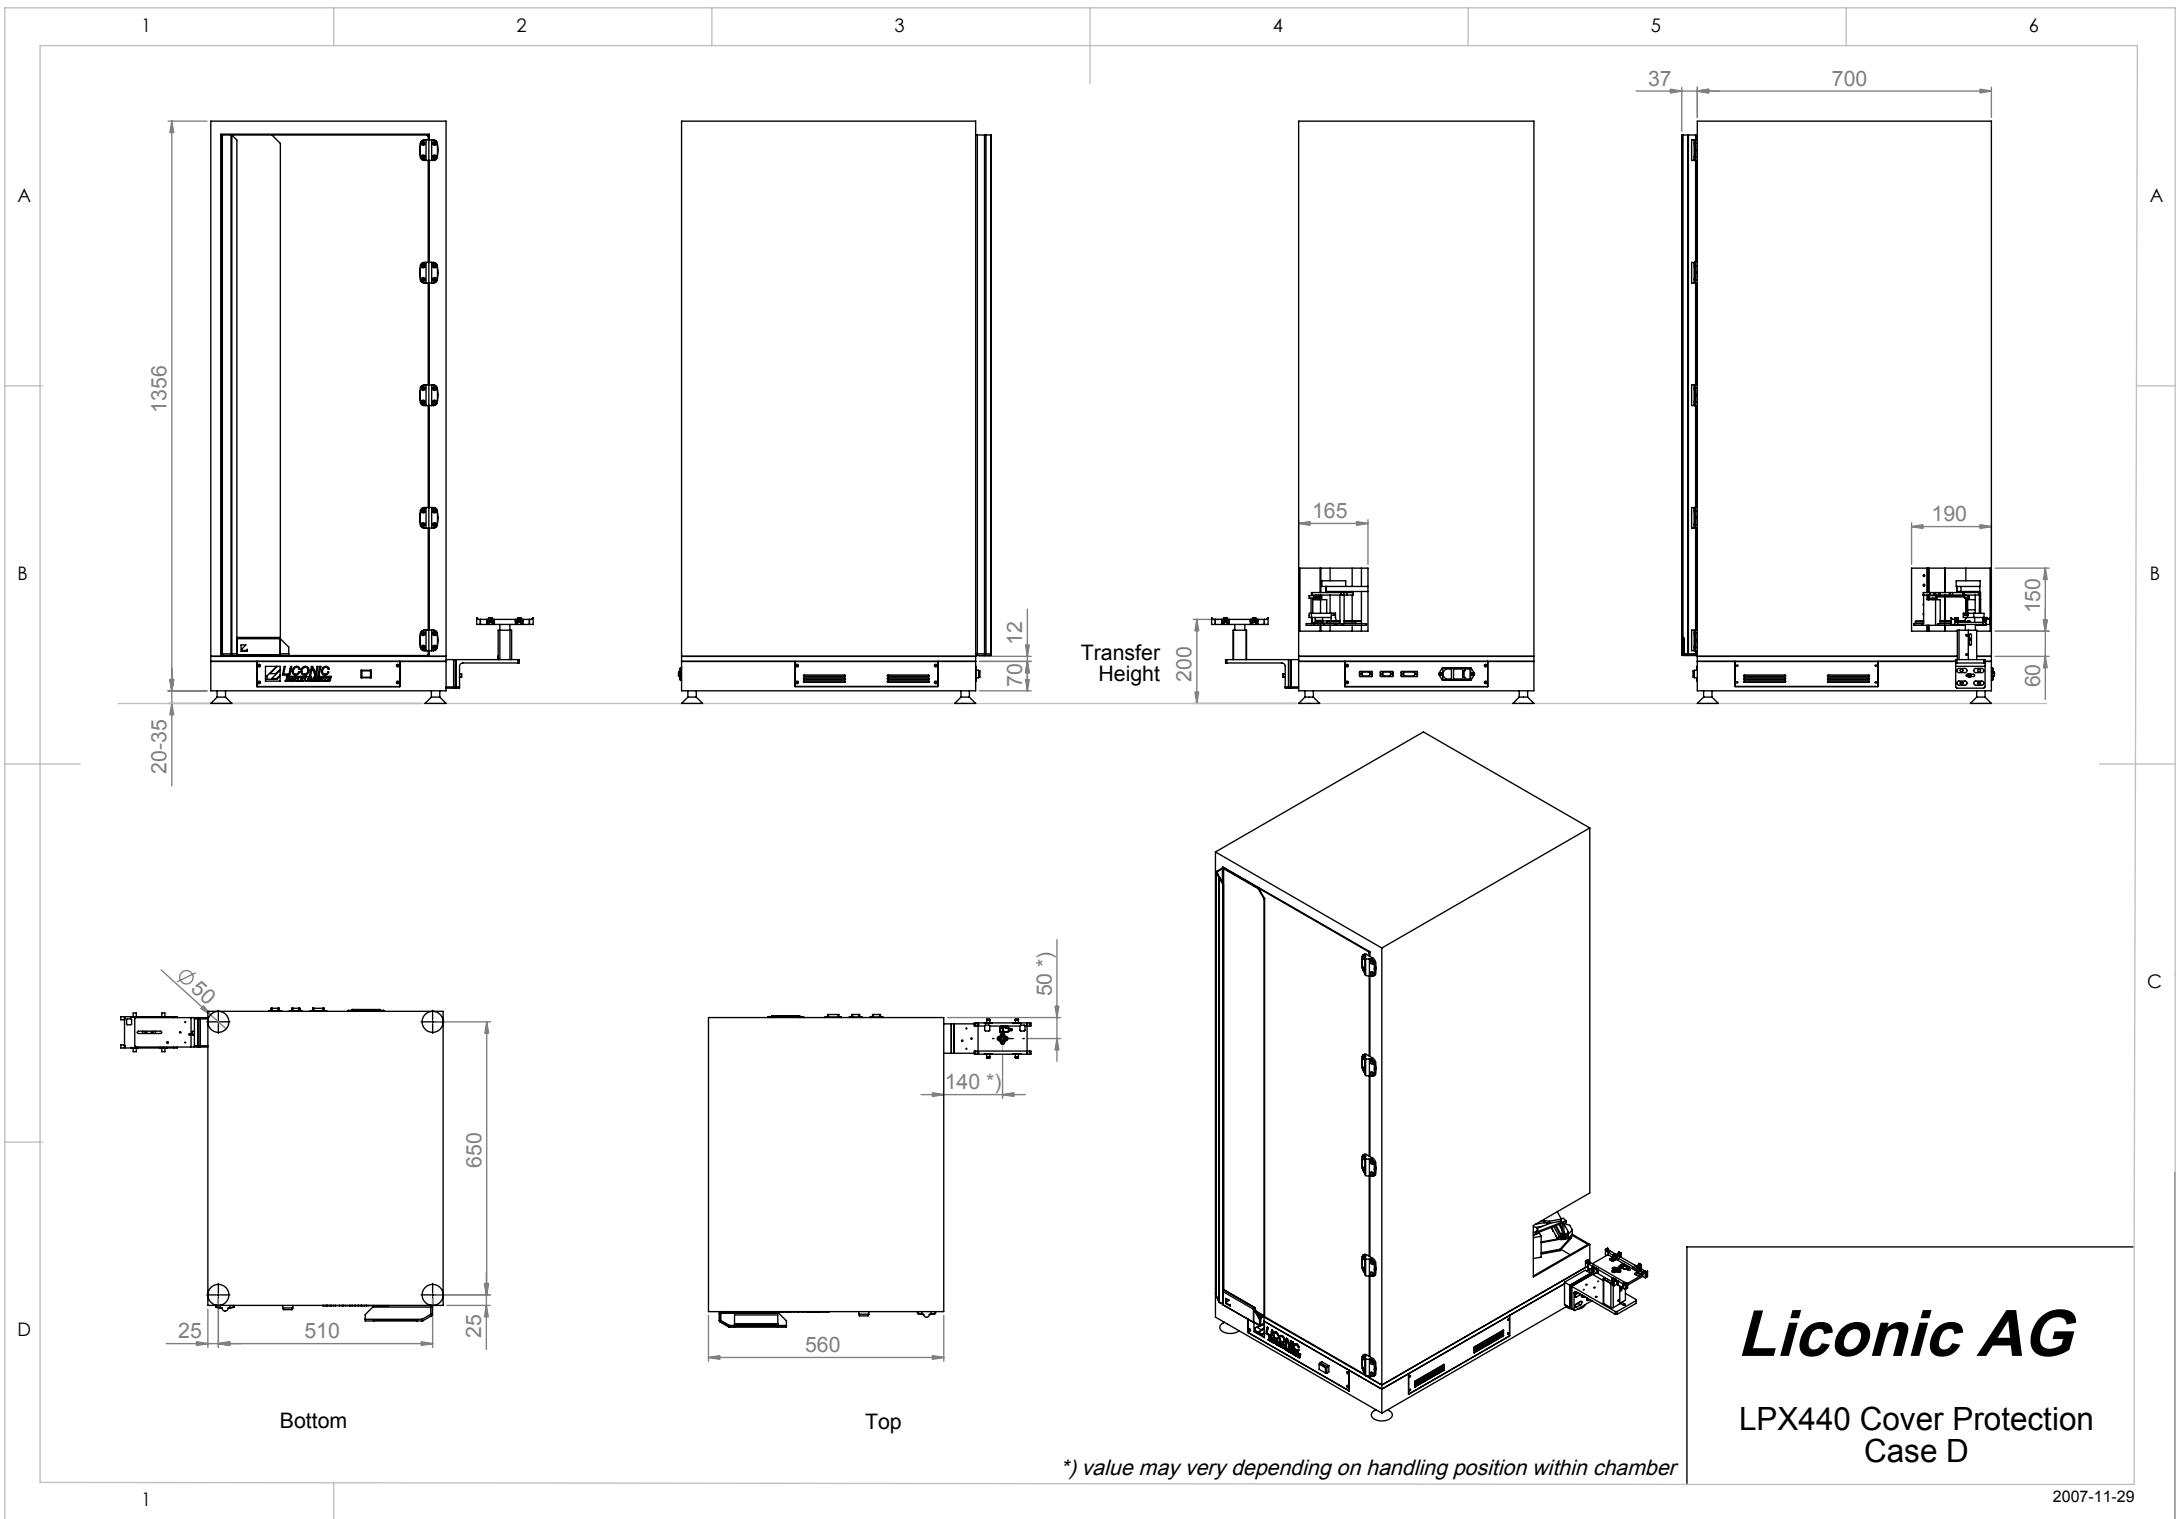 1 2 3 4 5 6
37 700
A A
1356
165 190
B B
150
12
Transfer
Height
200
70
60
LICONIC
20-35
Ø50
50 *)
C
140 *)
650
25 510 25
560
D
Bottom
Top
Liconic AG
LPX440 Cover Protection
Case D
*) value may very depending on handling position within chamber
1
2007-11-29